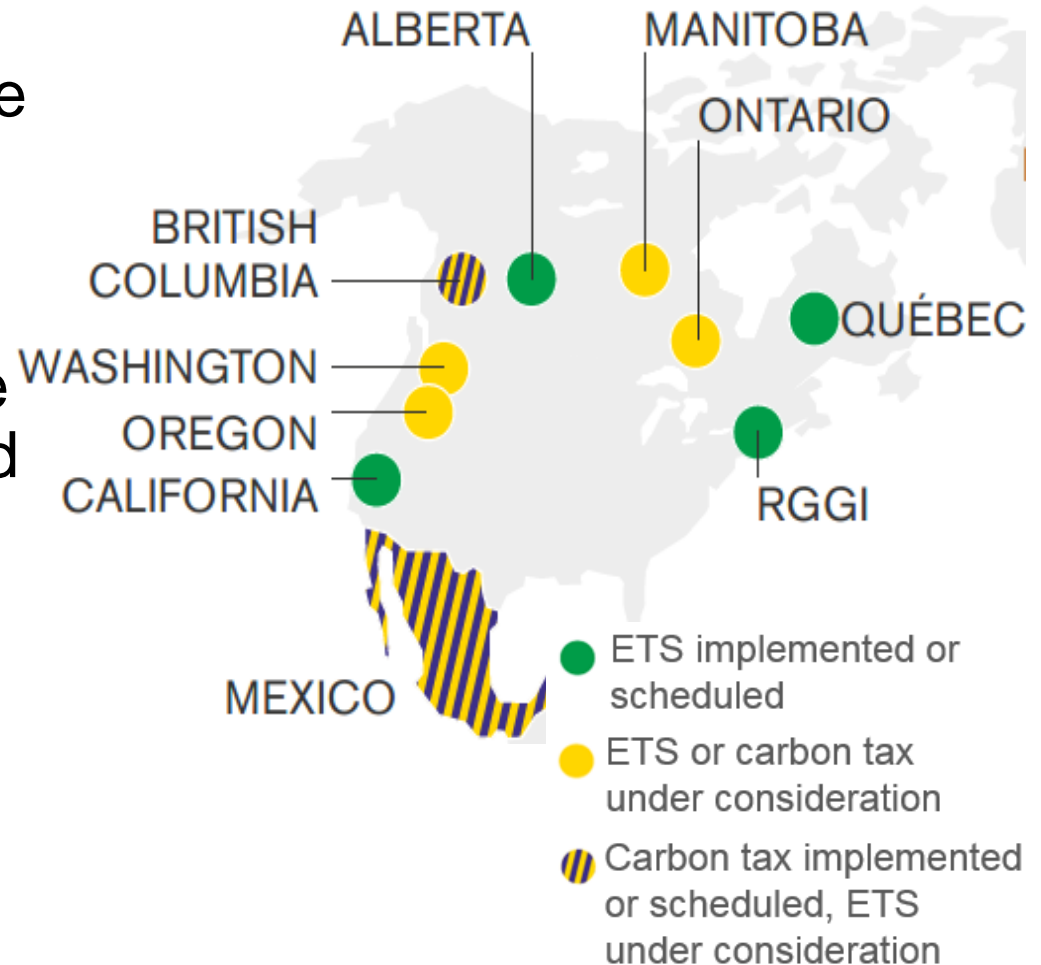 ALBERTA
MANITOBA
e
ONTARIO
BRITISH
COLUMBIA
QUÉBEC
WASHINGTON
e
OREGON
d
CALIFORNIA
RGGI
MEXICO
ETS implemented or
scheduled
ETS or carbon tax
under consideration
Carbon tax implemented
or scheduled, ETS
under consideration